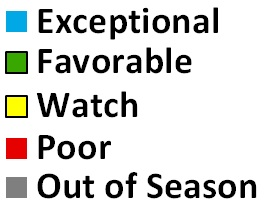 Exceptional
Favorable
Watch
Poor
Out of Season